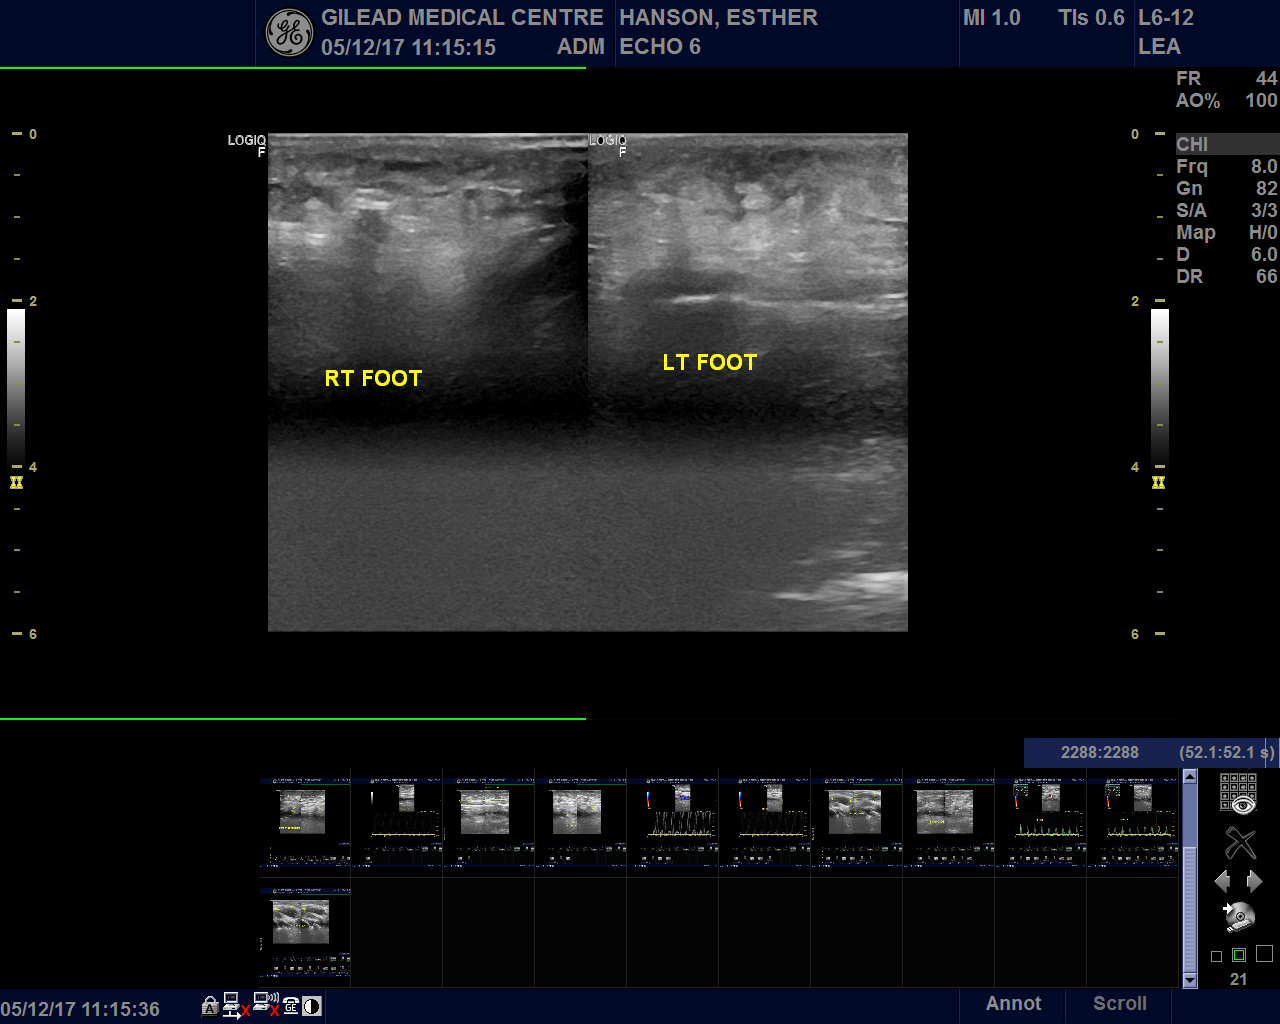 GILEAD MEDICAL CENTRE
05/12/17 11:15:15 ADM
HANSON, ESTHER
ECHO 6
MI 1.0 TIs 0.6
L6-12
LEA
FR 44
AO% 100
CHI
Frq 8.0
Gn 82
S/A 3/3
Map H/0
D 6.0
DR 66
LOGIQ
F
LOGIQ
F
0
2
4
6
0
2
4
6
RT FOOT
LT FOOT
2288:2288 (52.1:52.1 s)
21
05/12/17 11:15:36
A
X
X
GE
Annot
Scroll